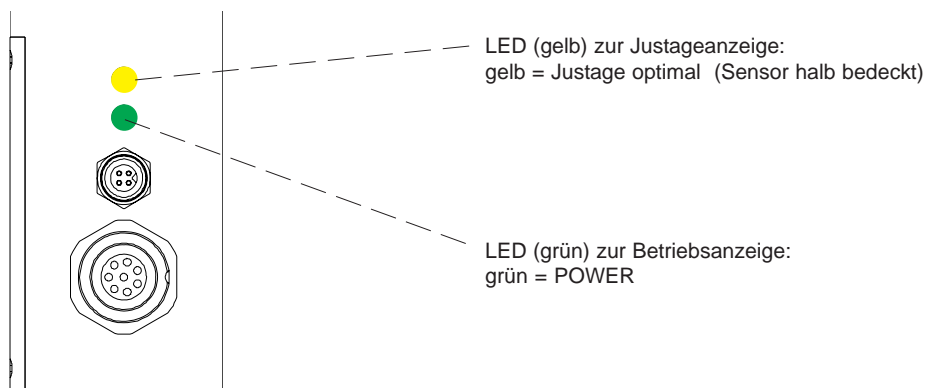 LED (gelb) zur Justageanzeige:
gelb = Justage optimal (Sensor halb bedeckt)
LED (grün) zur Betriebsanzeige:
grün = POWER